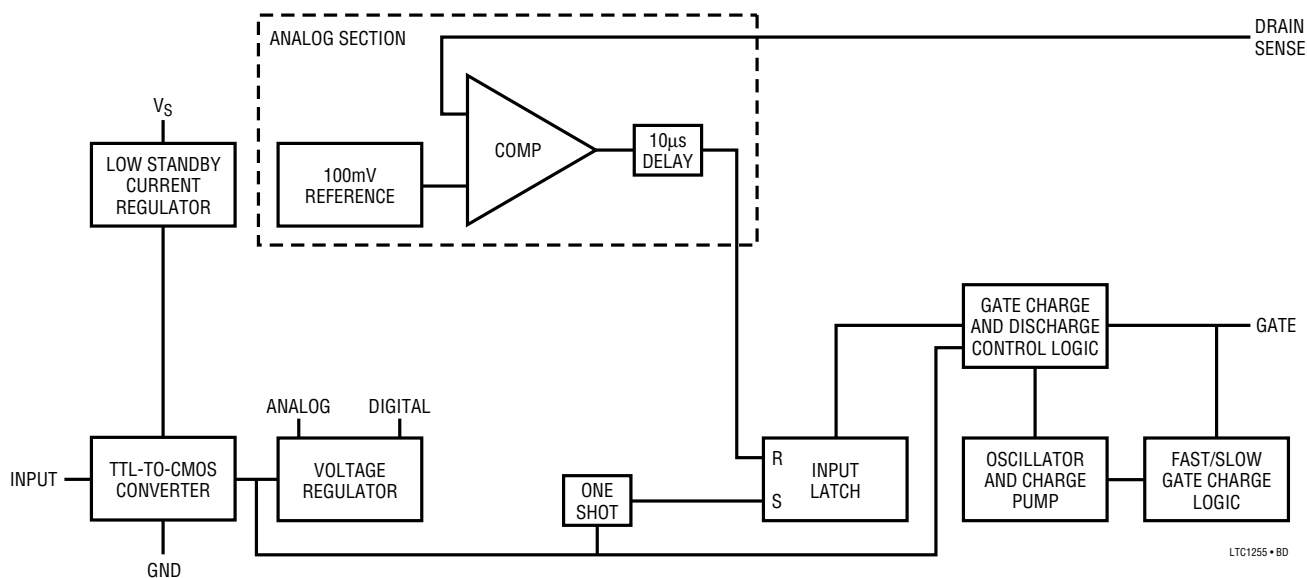 ANALOG SECTION
DRAIN
SENSE
VS
LOW STANDBY
CURRENT
REGULATOR
100mV
REFERENCE
COMP
10µs
DELAY
GATE CHARGE
AND DISCHARGE
CONTROL LOGIC
GATE
ANALOG
DIGITAL
INPUT
TTL-TO-CMOS
CONVERTER
VOLTAGE
REGULATOR
ONE
SHOT
R
S
INPUT
LATCH
OSCILLATOR
AND CHARGE
PUMP
FAST/SLOW
GATE CHARGE
LOGIC
GND
LTC1255 • BD